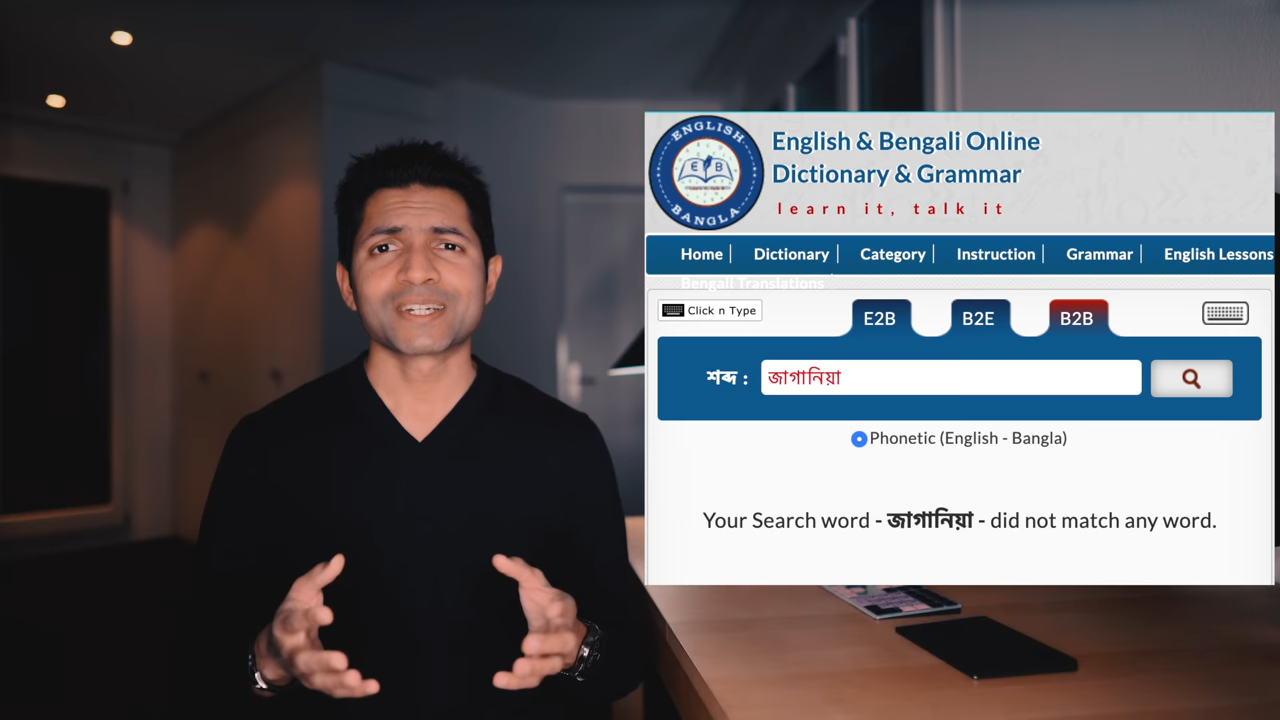 ENGLISH
E B
BANGLA
English & Bengali Online
Dictionary & Grammar
learn it, talk it
Home | Dictionary | Category | Instruction | Grammar | English Lessons
Bengali Translations
Click n Type
E2B
B2E
B2B
শব্দ :
জাগানিয়া
Phonetic (English - Bangla)
Your Search word - জাগানিয়া - did not match any word.